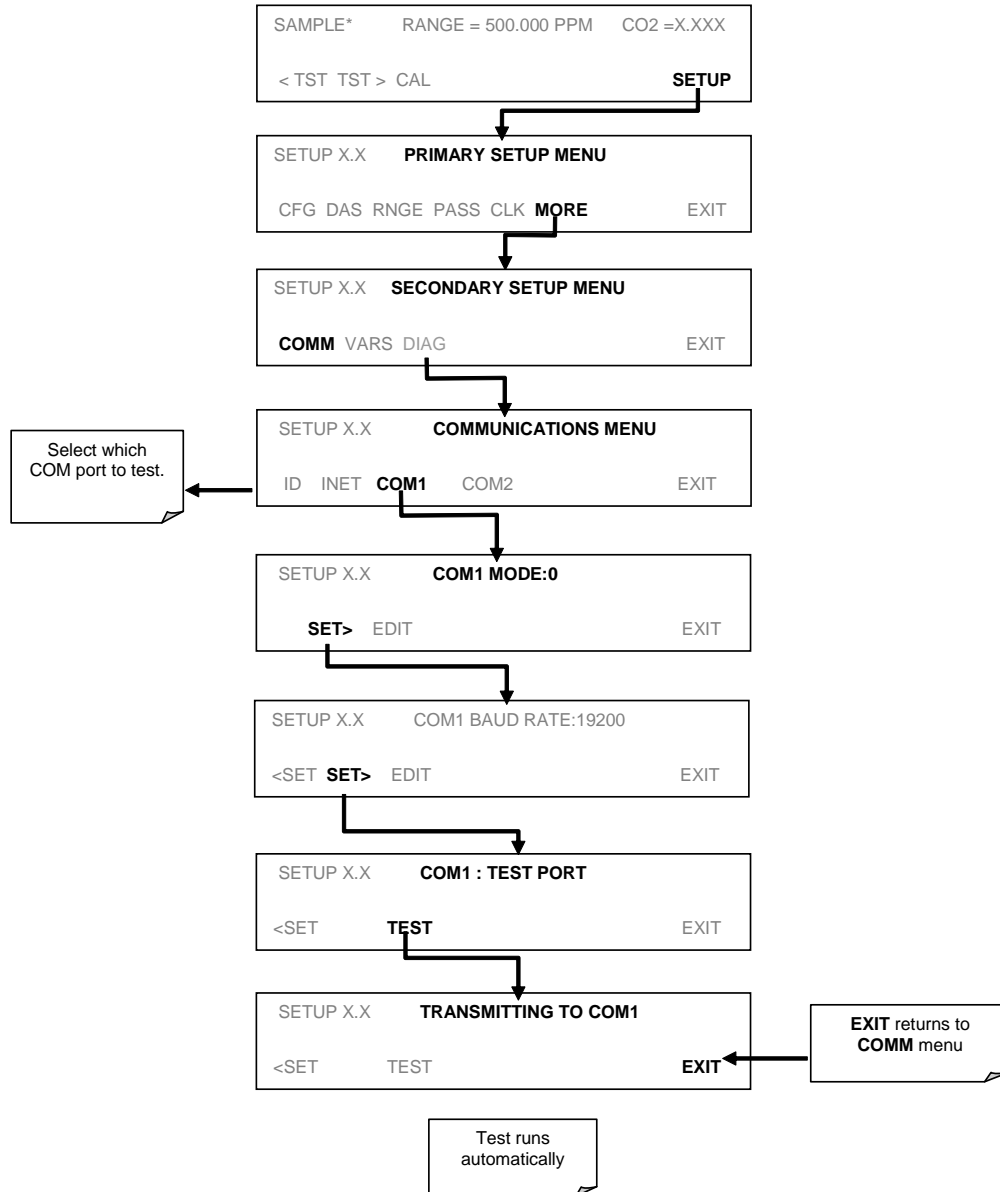 SAMPLE* RANGE = 500.000 PPM CO2 =X.XXX
< TST TST > CAL SETUP
SETUP X.X PRIMARY SETUP MENU
CFG DAS RNGE PASS CLK MORE EXIT
SETUP X.X SECONDARY SETUP MENU
COMM VARS DIAG EXIT
SETUP X.X COMMUNICATIONS MENU
ID INET COM1 COM2 EXIT
Select which
COM port to test.
SETUP X.X COM1 MODE:0
SET> EDIT EXIT
SETUP X.X COM1 BAUD RATE:19200
<SET SET> EDIT EXIT
SETUP X.X COM1 : TEST PORT
<SET TEST EXIT
SETUP X.X TRANSMITTING TO COM1
<SET TEST EXIT
EXIT returns to
COMM menu
Test runs
automatically